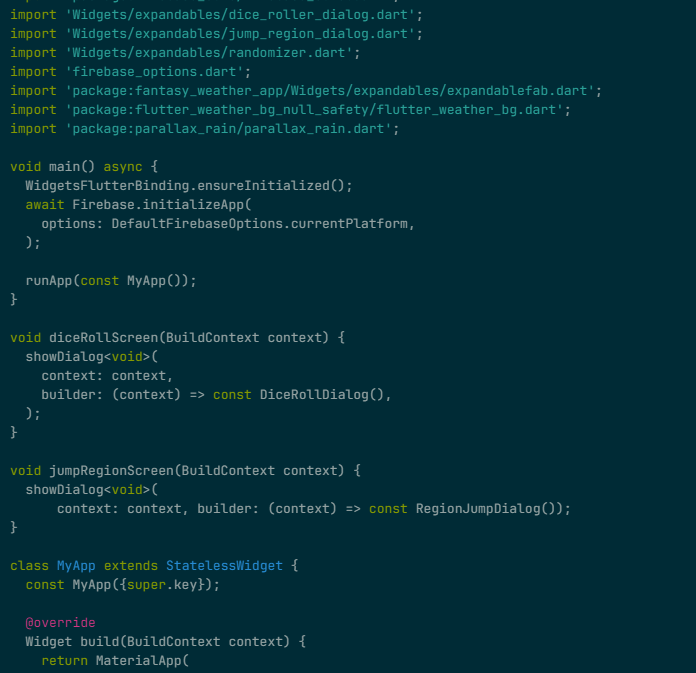 import 'Widgets/expandables/dice_roller_dialog.dart';
import 'Widgets/expandables/jump_region_dialog.dart';
import 'Widgets/expandables/randomizer.dart';
import 'firebase_options.dart';
import 'package:fantasy_weather_app/Widgets/expandables/expandablefab.dart';
import 'package:flutter_weather_bg_null_safety/flutter_weather_bg.dart';
import 'package:parallax_rain/parallax_rain.dart';

void main() async {
  WidgetsFlutterBinding.ensureInitialized();
  await Firebase.initializeApp(
    options: DefaultFirebaseOptions.currentPlatform,
  );

  runApp(const MyApp());
}

void diceRollScreen(BuildContext context) {
  showDialog<void>(
    context: context,
    builder: (context) => const DiceRollDialog(),
  );
}

void jumpRegionScreen(BuildContext context) {
  showDialog<void>(
      context: context, builder: (context) => const RegionJumpDialog());
}

class MyApp extends StatelessWidget {
  const MyApp({super.key});

  @override
  Widget build(BuildContext context) {
    return MaterialApp(